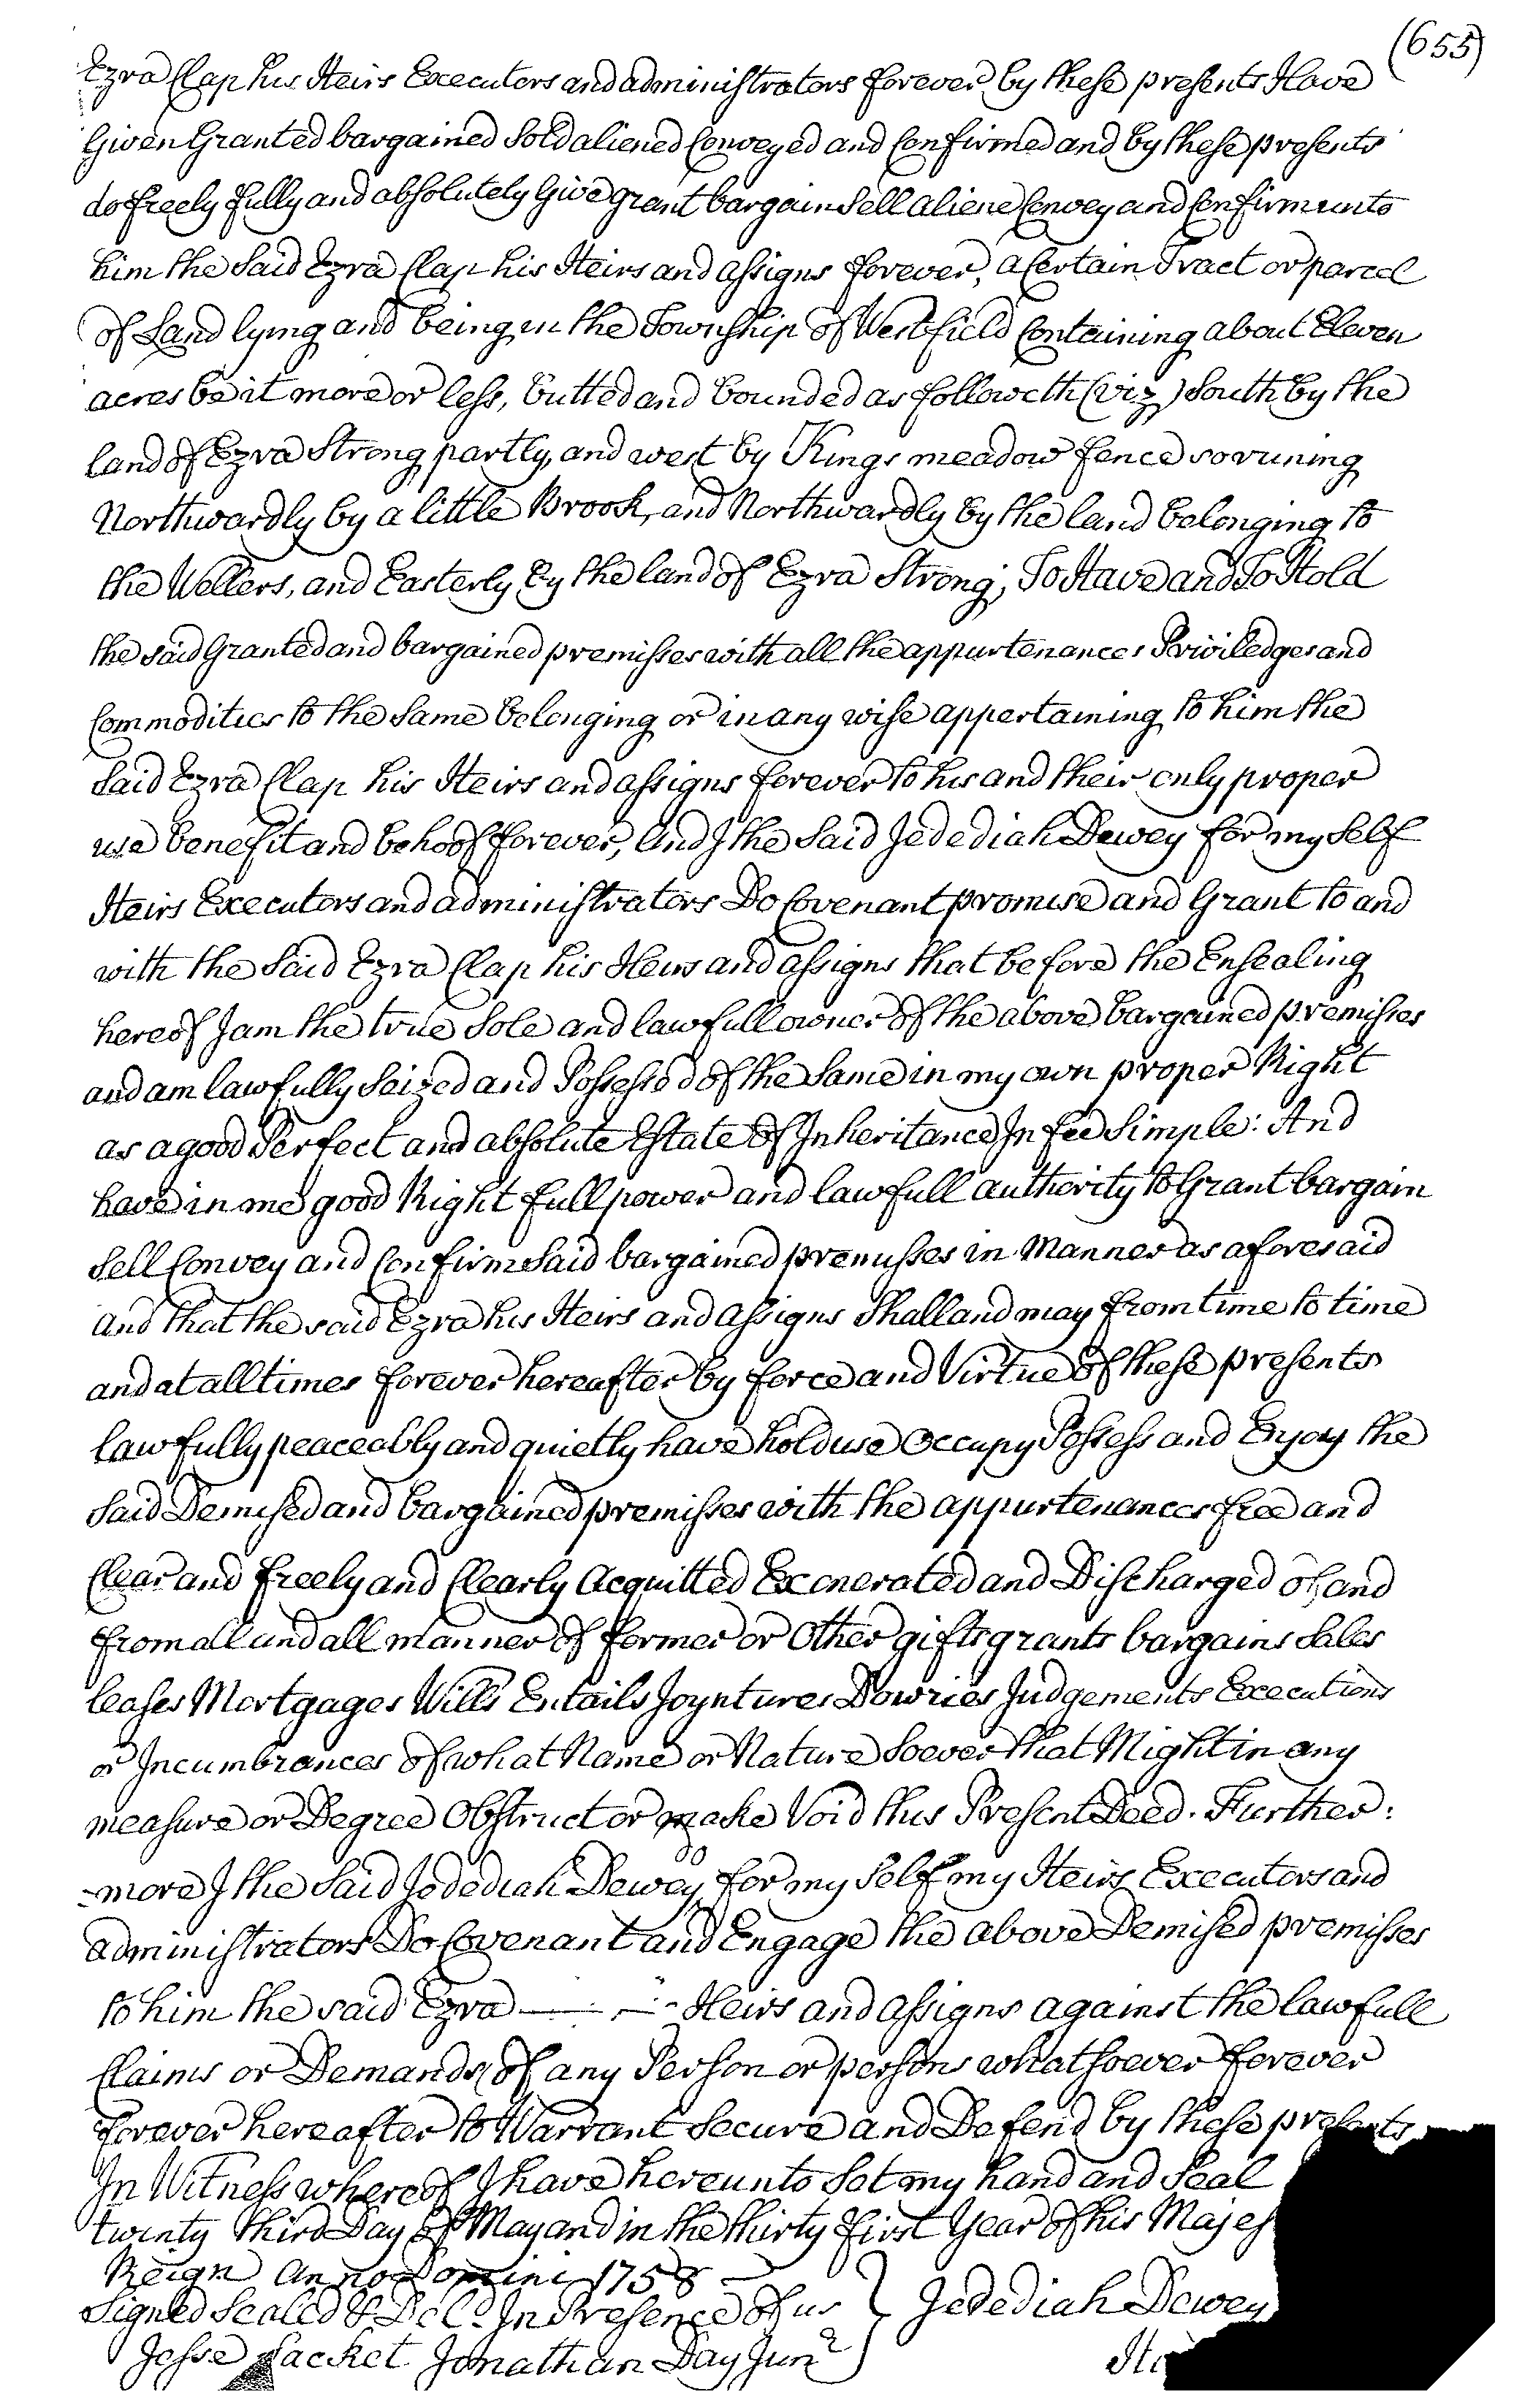 (655)
Ezra Clap his Heirs Executors and administrators forever by these presents Have
Given Granted bargained Sold aliened Conveyed and Confirmed and by these presents
do freely fully and absolutely Give grant bargain Sell aliene Convey and Confirm unto
him the Said Ezra Clap his Heirs and assigns forever, a Certain Tract or parcel
of Land lying and being in the Township of Westfield Containing about Eleven
acres be it more or less, butted and bounded as followeth (viz) South by the
land of Ezra Strong partly, and west by Kings meadow fence so runing
Northwardly by a little Brook, and Northwardly by the land belonging to
the Wellers, and Easterly by the land of Ezra Strong, To Have and To Hold
the said Granted and bargained premisses with all the appurtenances Priviledges and
Commodities to the Same belonging or in any wise appertaining to him the
Said Ezra Clap his Heirs and assigns forever to his and their only proper
use benefit and behoof forever, And I the Said Jedediah Dewey for my Self
Heirs Executors and administrators Do Covenant promise and Grant to and
with the Said Ezra Clap his Heirs and assigns that before the Ensealing
hereof I am the true Sole and lawfull owner of the above bargained premisses
and am lawfully Seized and Possessed of the Same in my own proper Right
as a good Perfect and absolute Estate of Inheritance In fee Simple: And
have in me good Right full power and lawfull authority to Grant bargain
Sell Convey and Confirm Said bargained premisses in Manner as aforesaid
and that the said Ezra his Heirs and assigns Shall and may from time to time
and at all times forever hereafter by force and Virtue of these presents
lawfully peaceably and quietly have hold use Occupy Possess and Enjoy the
Said Demised and bargained premisses with the appurtenances free and
Clear and freely and Clearly Acquitted Exonerated and Discharged of and
from all and all manner of former or Other gifts grants bargains Sales
leases Mortgages Wills Entails Joyntures Dowries Judgements Executions
or Incumbrances of what Name or Nature Soever that Might in any
measure or Degree Obstruct or make Void this Present Deed. Further:
-more I the Said Jedediah Dewey for my Self my Heirs Executors and
administrators Do Covenant and Engage the above Demised premisses
to him the said Ezra — — Heirs and assigns against the lawfull
Claims or Demands of any Person or persons whatsoever forever
forever hereafter to Warrant Secure and Defend by these presents
In Witness whereof I have hereunto Set my hand and Seal
twenty third Day of May and in the thirty first Year of his Majes
Reign Anno Domini 1758 —
Signed Sealed & Deld. In Presence of us } Jedediah Dewey
Jesse Sacket Jonathan Day Junr